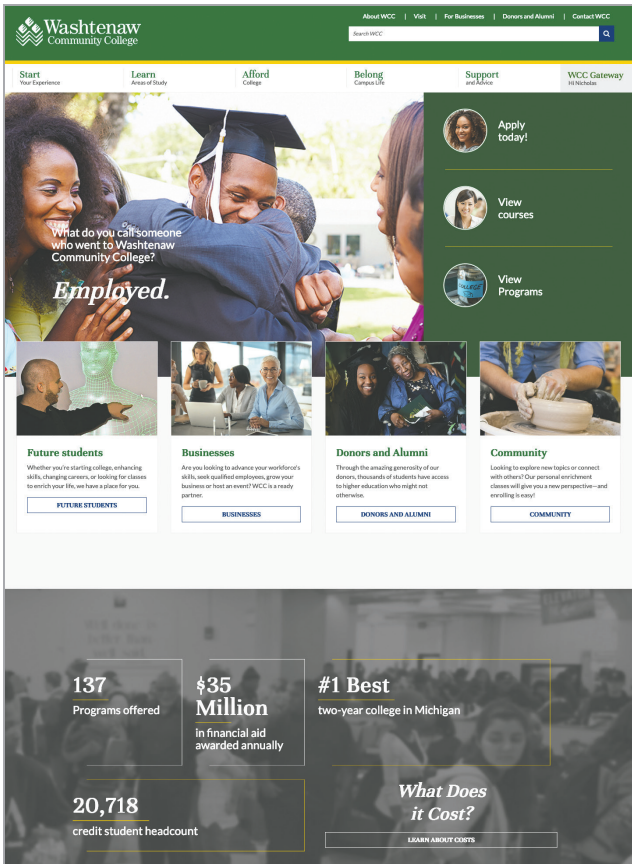 Washtenaw
Community College
About WCC | Visit | For Businesses | Donors and Alumni | Contact WCC
Search WCC
Start
Your Experience
Learn
Areas of Study
Afford
College
Belong
Campus Life
Support
and Advice
WCC Gateway
Hi Nicholas
What do you call someone
who went to Washtenaw
Community College?
Employed.
Apply
today!
View
courses
View
Programs
Future students
Whether you're starting college, enhancing
skills, changing careers, or looking for classes
to enrich your life, we have a place for you.
FUTURE STUDENTS
Businesses
Are you looking to advance your workforce's
skills, seek qualified employees, grow your
business or host an event? WCC is a ready
partner.
BUSINESSES
Donors and Alumni
Through the amazing generosity of our
donors, thousands of students have access
to higher education who might not
otherwise.
DONORS AND ALUMNI
Community
Looking to explore new topics or connect
with others? Our personal enrichment
classes will give you a new perspective—and
enrolling is easy!
COMMUNITY
137
Programs offered
$35
Million
in financial aid
awarded annually
#1 Best
two-year college in Michigan
20,718
credit student headcount
What Does
it Cost?
LEARN ABOUT COSTS